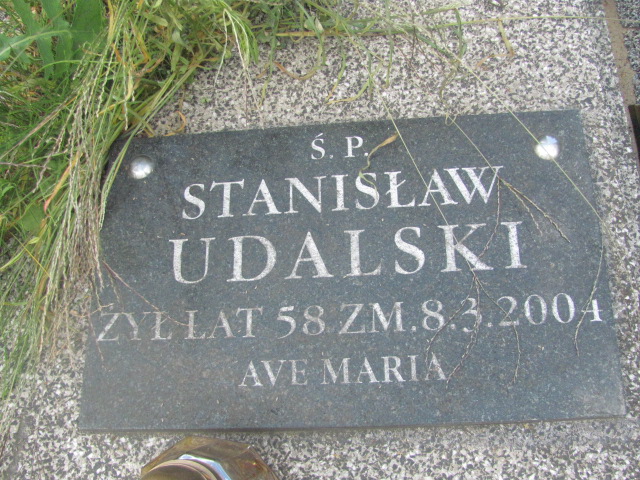 Ś. P.
STANISŁAW
UDALSKI
ŻYŁ LAT 58 ZM. 8.3.2004
AVE MARIA